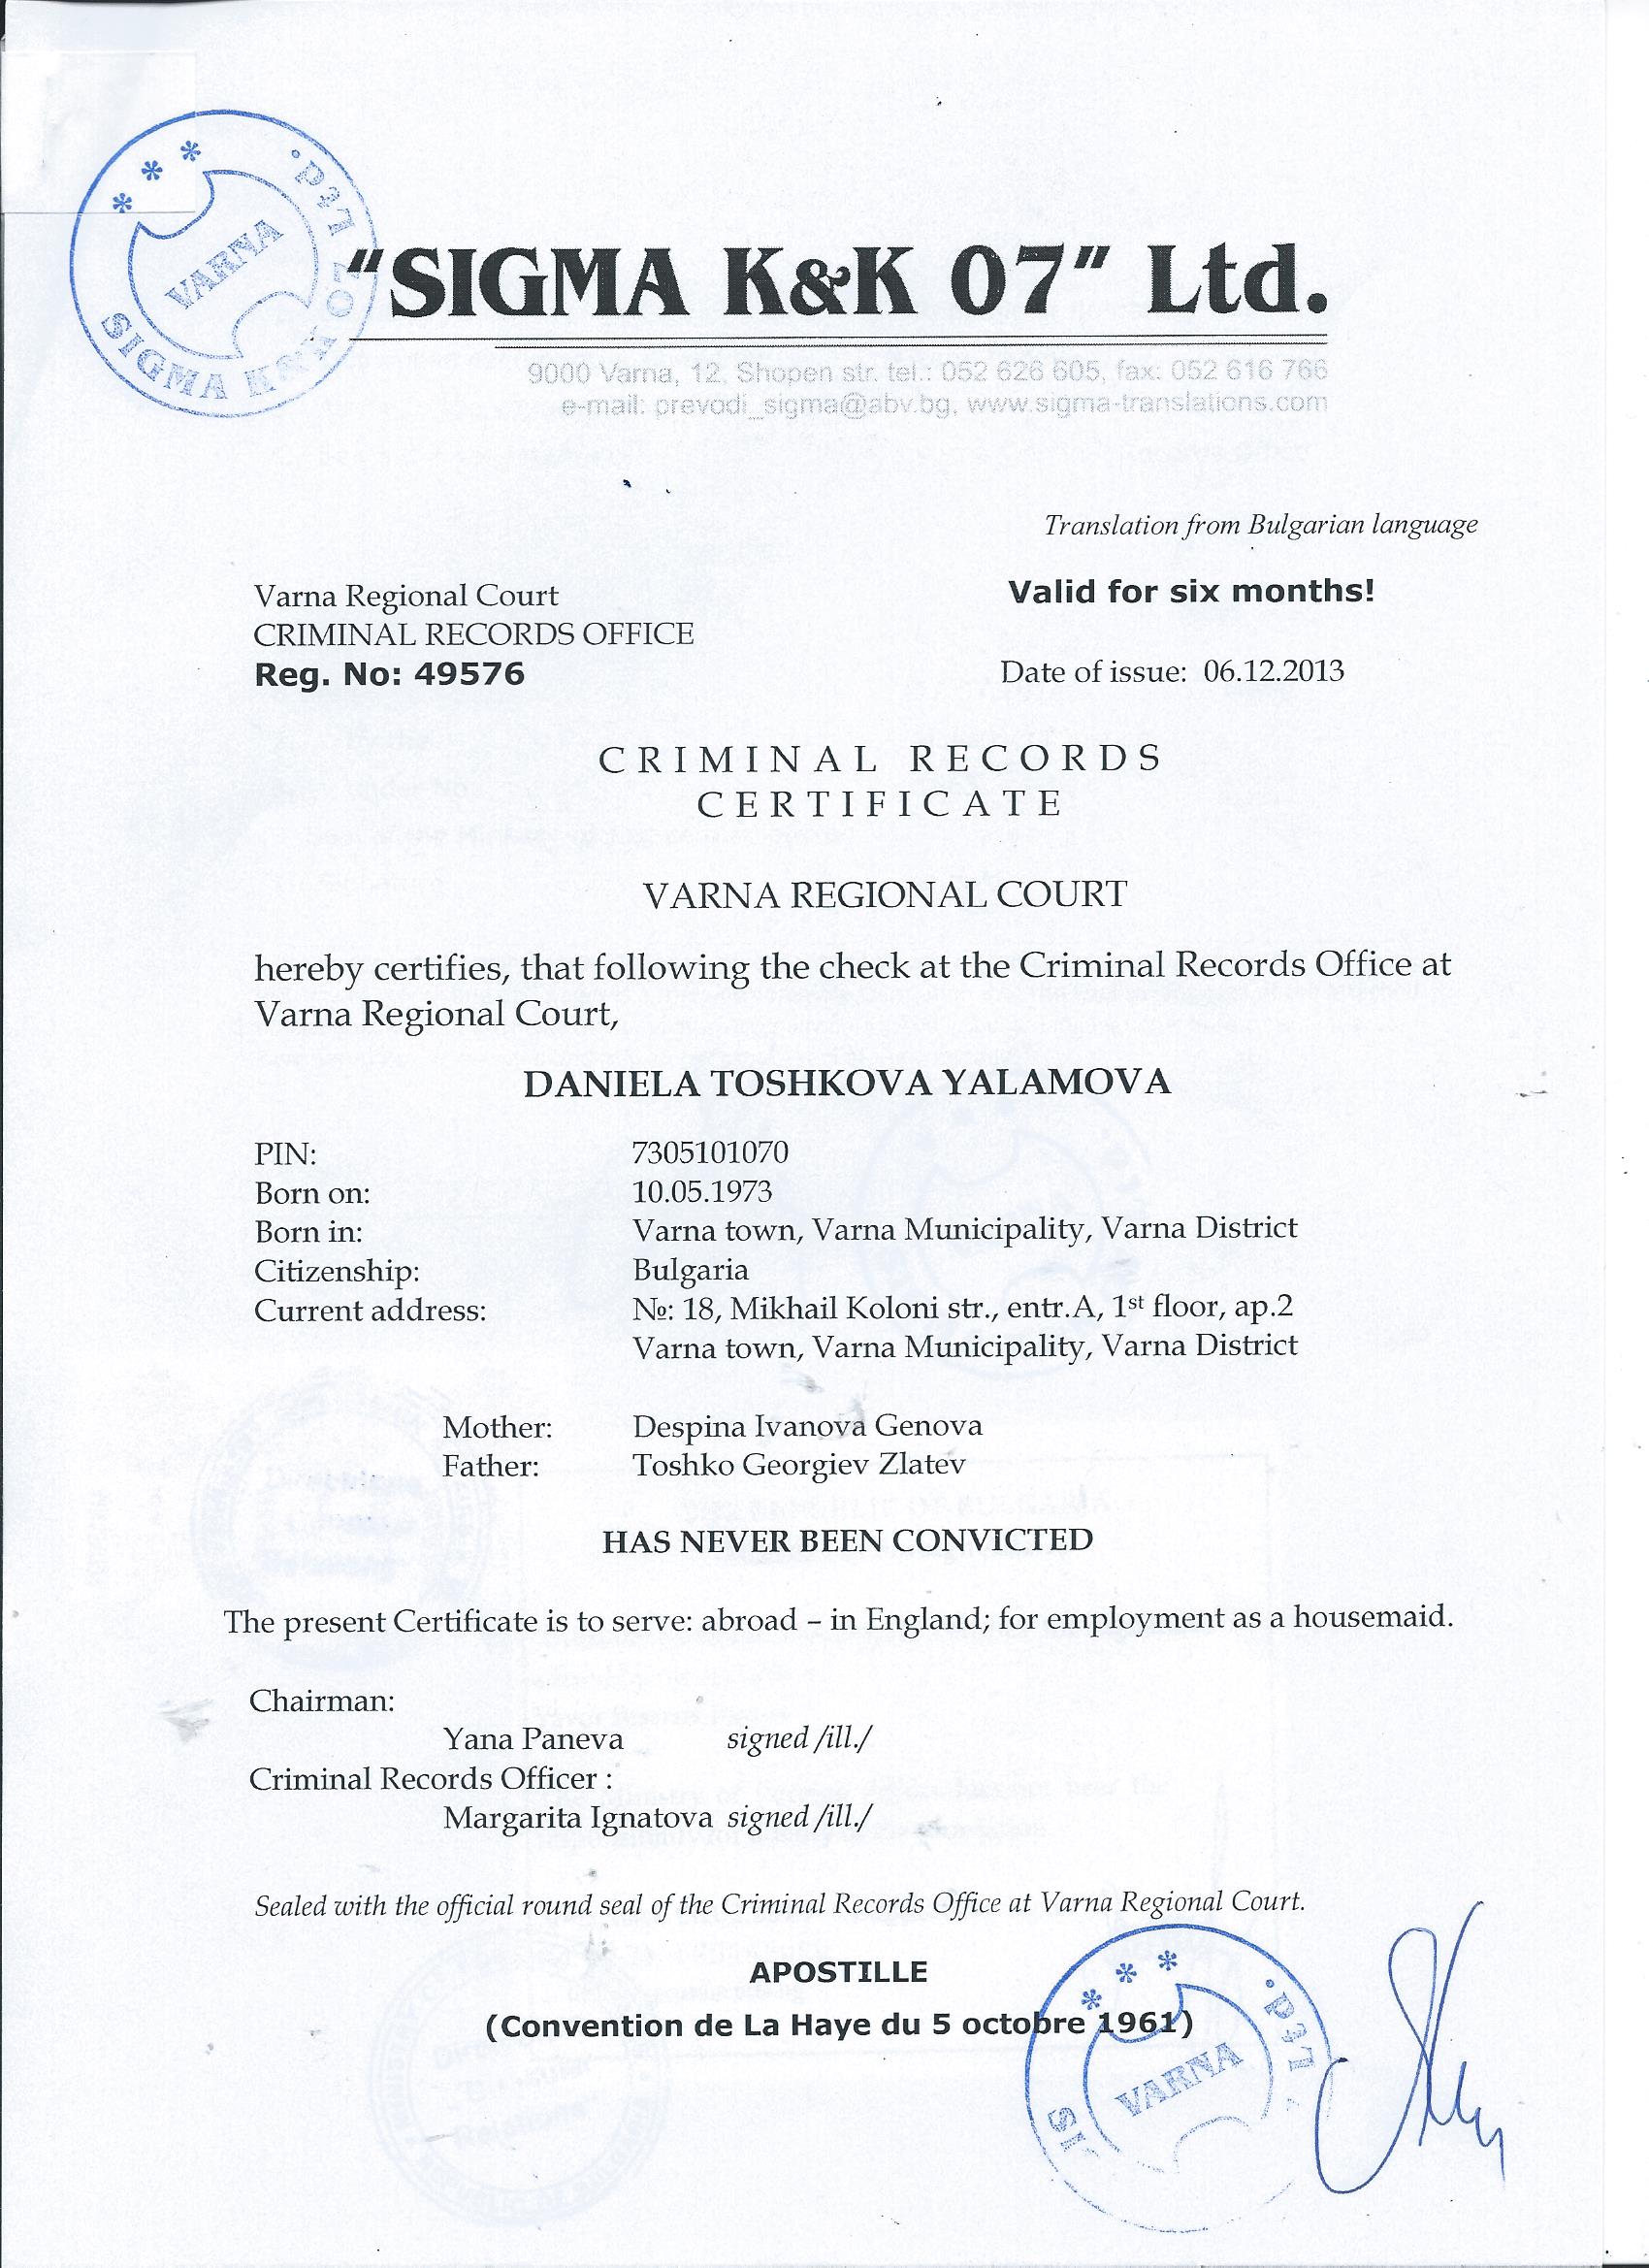 * * *
SIGMA K&K 07 Ltd.
VARNA
“SIGMA K&K 07” Ltd.
9000 Varna, 12, Shopen str. tel.: 052 626 605, fax: 052 616 766
e-mail: prevodi_sigma@abv.bg, www.sigma-translations.com
Translation from Bulgarian language
Varna Regional Court
Valid for six months!
CRIMINAL RECORDS OFFICE
Reg. No: 49576
Date of issue: 06.12.2013
CRIMINAL RECORDS
CERTIFICATE
VARNA REGIONAL COURT
hereby certifies, that following the check at the Criminal Records Office at
Varna Regional Court,
DANIELA TOSHKOVA YALAMOVA
PIN: 7305101070
Born on: 10.05.1973
Born in: Varna town, Varna Municipality, Varna District
Citizenship: Bulgaria
Current address: №: 18, Mikhail Koloni str., entr.A, 1st floor, ap.2
Varna town, Varna Municipality, Varna District
Mother: Despina Ivanova Genova
Father: Toshko Georgiev Zlatev
HAS NEVER BEEN CONVICTED
The present Certificate is to serve: abroad – in England; for employment as a housemaid.
Chairman:
Yana Paneva signed /ill./
Criminal Records Officer :
Margarita Ignatova signed /ill./
Sealed with the official round seal of the Criminal Records Office at Varna Regional Court.
APOSTILLE
(Convention de La Haye du 5 octobre 1961)
* * *
VARNA
Ltd.